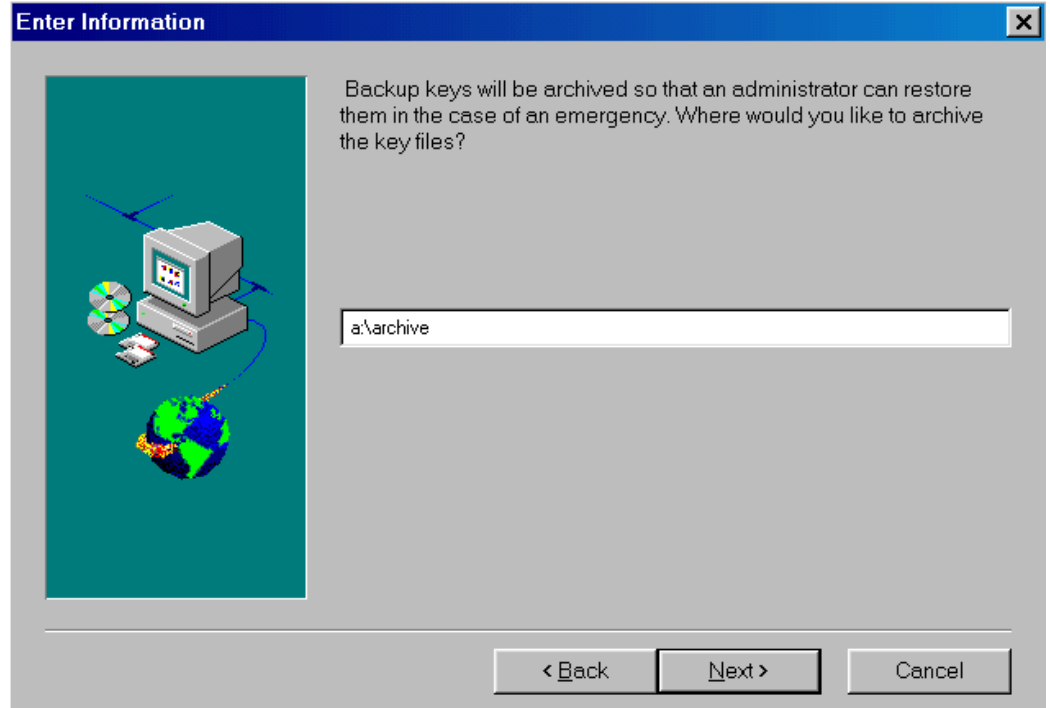 Enter Information
Backup keys will be archived so that an administrator can restore
them in the case of an emergency. Where would you like to archive
the key files?
a:\archive
< Back
Next >
Cancel